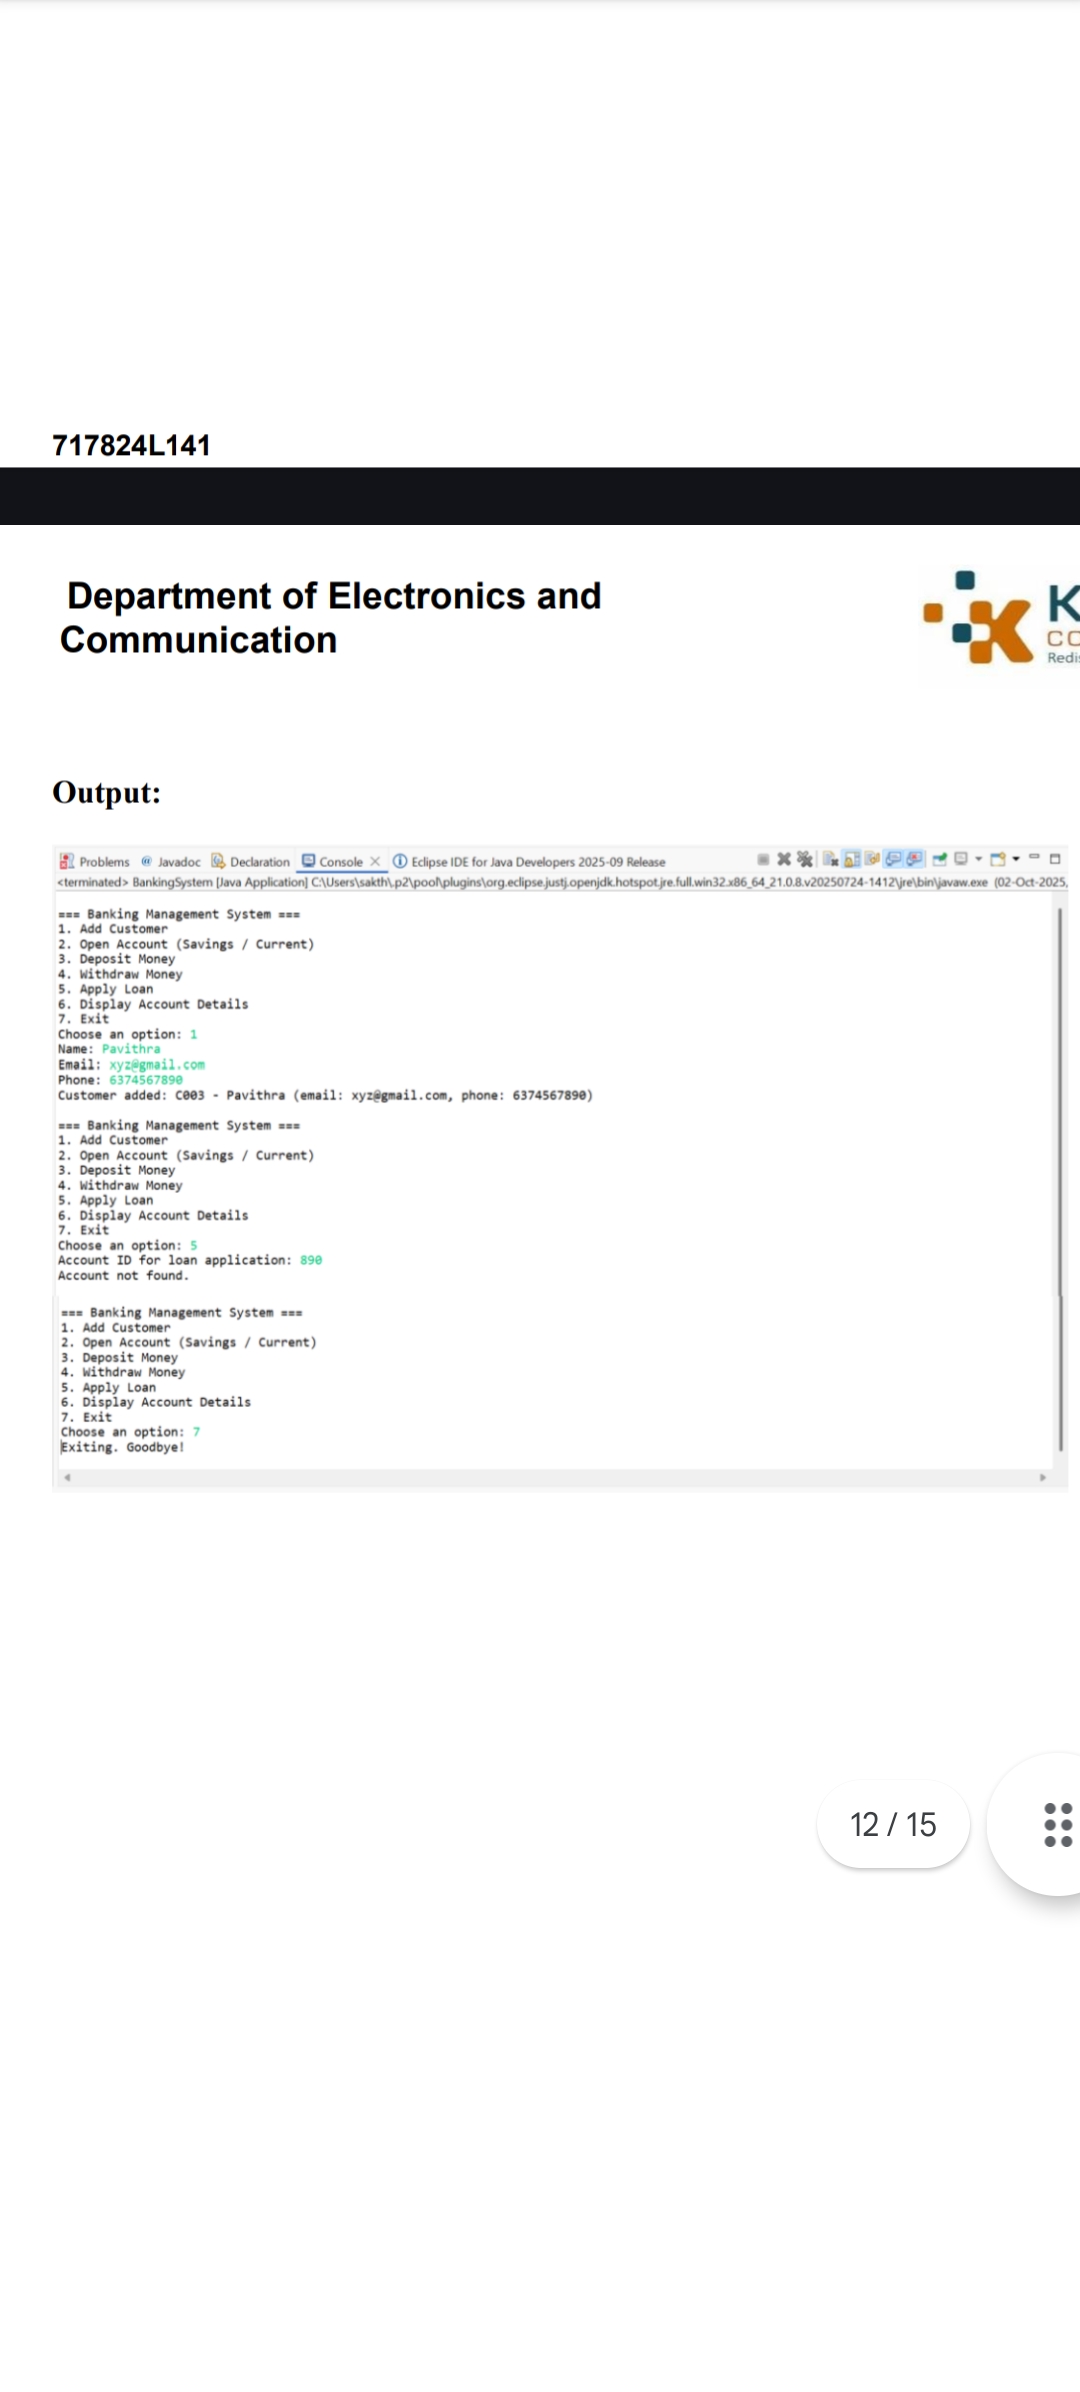 717824L141
Department of Electronics and
Communication
K
CO
Redis
Output:
Problems @ Javadoc Declaration Console × Eclipse IDE for Java Developers 2025-09 Release
<terminated> BankingSystem [Java Application] C:\Users\sakth\.p2\pool\plugins\org.eclipse.justj.openjdk.hotspot.jre.full.win32.x86_64_21.0.8.v20250724-1412\jre\bin\javaw.exe (02-Oct-2025,
=== Banking Management System ===
1. Add Customer
2. Open Account (Savings / Current)
3. Deposit Money
4. Withdraw Money
5. Apply Loan
6. Display Account Details
7. Exit
Choose an option: 1
Name: Pavithra
Email: xyz@gmail.com
Phone: 6374567890
Customer added: C003 - Pavithra (email: xyz@gmail.com, phone: 6374567890)
=== Banking Management System ===
1. Add Customer
2. Open Account (Savings / Current)
3. Deposit Money
4. Withdraw Money
5. Apply Loan
6. Display Account Details
7. Exit
Choose an option: 5
Account ID for loan application: 890
Account not found.
=== Banking Management System ===
1. Add Customer
2. Open Account (Savings / Current)
3. Deposit Money
4. Withdraw Money
5. Apply Loan
6. Display Account Details
7. Exit
Choose an option: 7
Exiting. Goodbye!
12 / 15